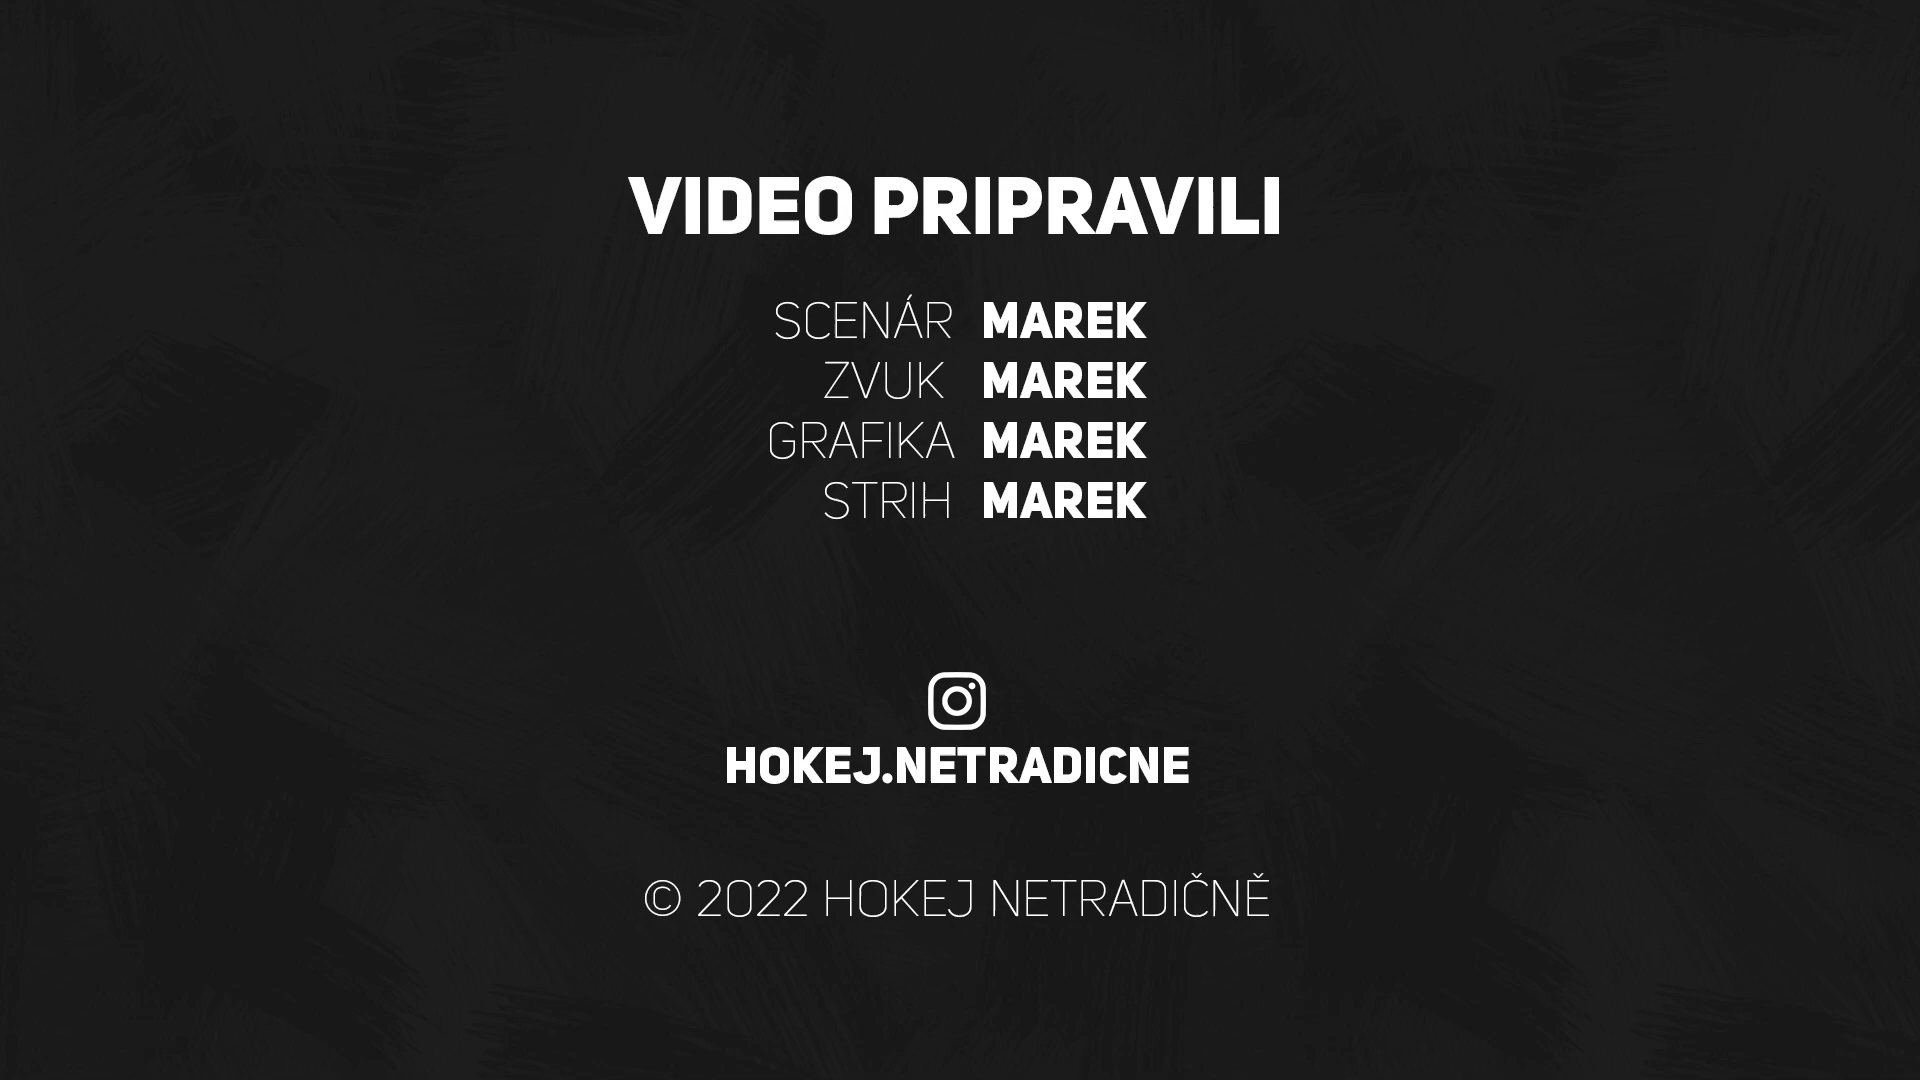 VIDEO PRIPRAVILI
SCENÁR MAREK
ZVUK MAREK
GRAFIKA MAREK
STRIH MAREK
HOKEJ.NETRADICNE
© 2022 HOKEJ NETRADIČNĚ